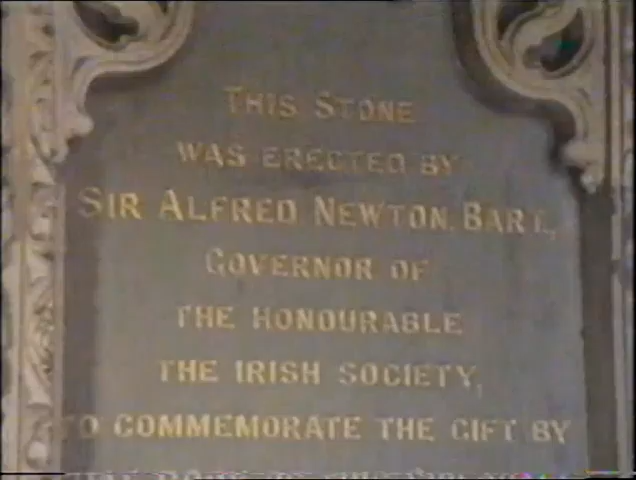 THIS STONE
WAS ERECTED BY
SIR ALFRED NEWTON, BART.,
GOVERNOR OF
THE HONOURABLE
THE IRISH SOCIETY,
TO COMMEMORATE THE GIFT BY